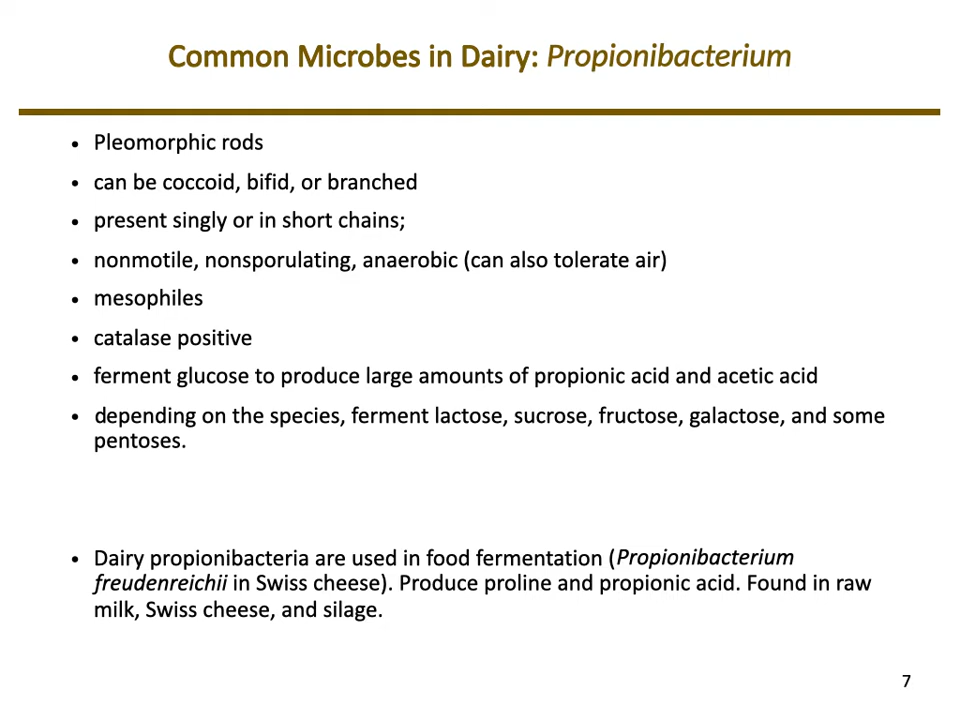 Common Microbes in Dairy: Propionibacterium
• Pleomorphic rods
• can be coccoid, bifid, or branched
• present singly or in short chains;
• nonmotile, nonsporulating, anaerobic (can also tolerate air)
• mesophiles
• catalase positive
• ferment glucose to produce large amounts of propionic acid and acetic acid
• depending on the species, ferment lactose, sucrose, fructose, galactose, and some
pentoses.
• Dairy propionibacteria are used in food fermentation (Propionibacterium
freudenreichii in Swiss cheese). Produce proline and propionic acid. Found in raw
milk, Swiss cheese, and silage.
7